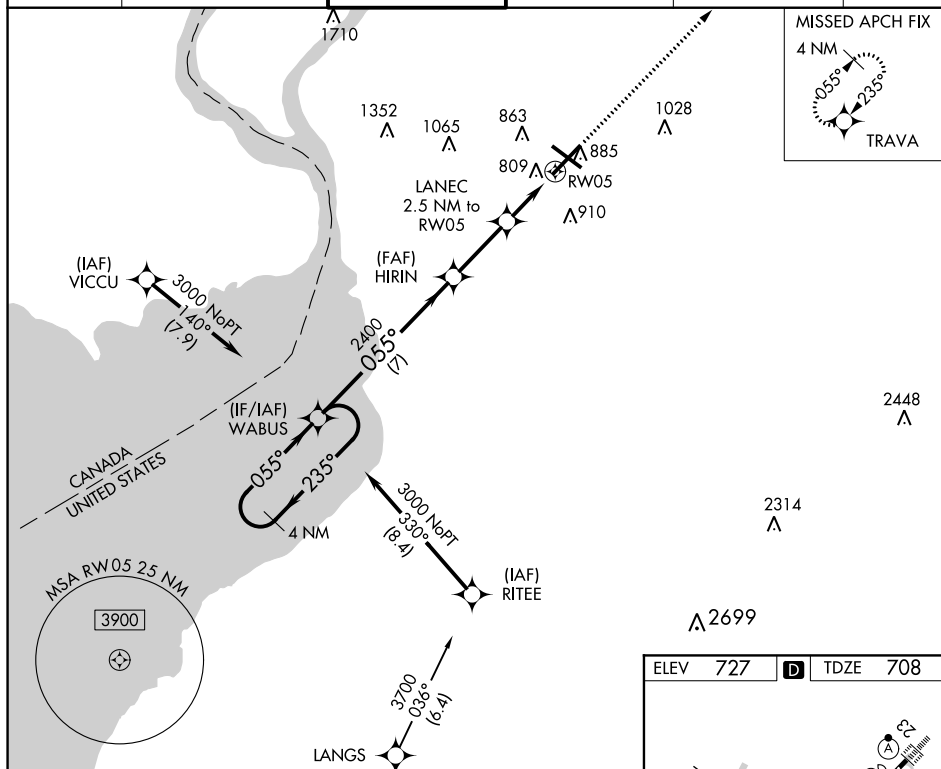 MISSED APCH FIX
4 NM
055°
235°
TRAVA
1710
1352
1065
863
1028
885
809
RW05
910
LANEC
2.5 NM to
RW05
(FAF)
HIRIN
(IAF)
VICCU
3000 NoPT
140°
(7.9)
2400
055°
(7)
(IF/IAF)
WABUS
055°
235°
4 NM
CANADA
UNITED STATES
2448
2314
3000 NoPT
330°
(8.4)
(IAF)
RITEE
2699
MSA RW05 25 NM
3900
3700
036°
(6.4)
LANGS
ELEV 727 D TDZE 708
23
A